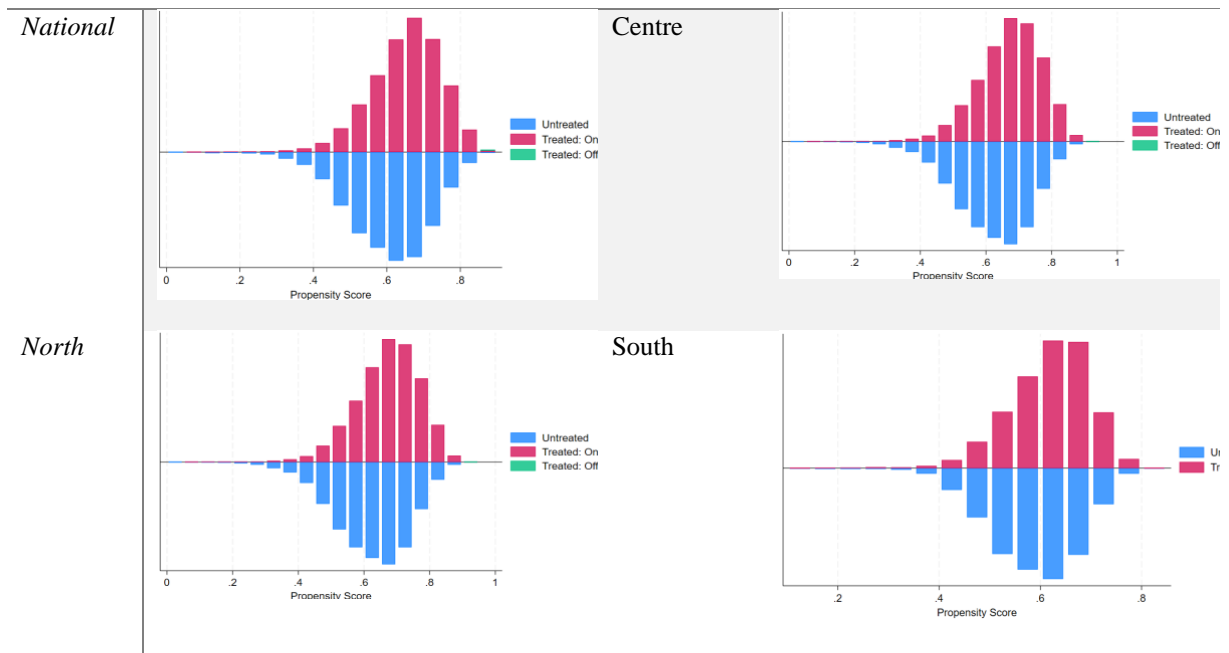 National
Untreated
Treated: On
Treated: Off
0 .2 .4 .6 .8
Propensity Score
Centre
Untreated
Treated: On
Treated: Off
0 .2 .4 .6 .8 1
Propensity Score
North
Untreated
Treated: On
Treated: Off
0 .2 .4 .6 .8 1
Propensity Score
South
Un
Tr
.2 .4 .6 .8
Propensity Score